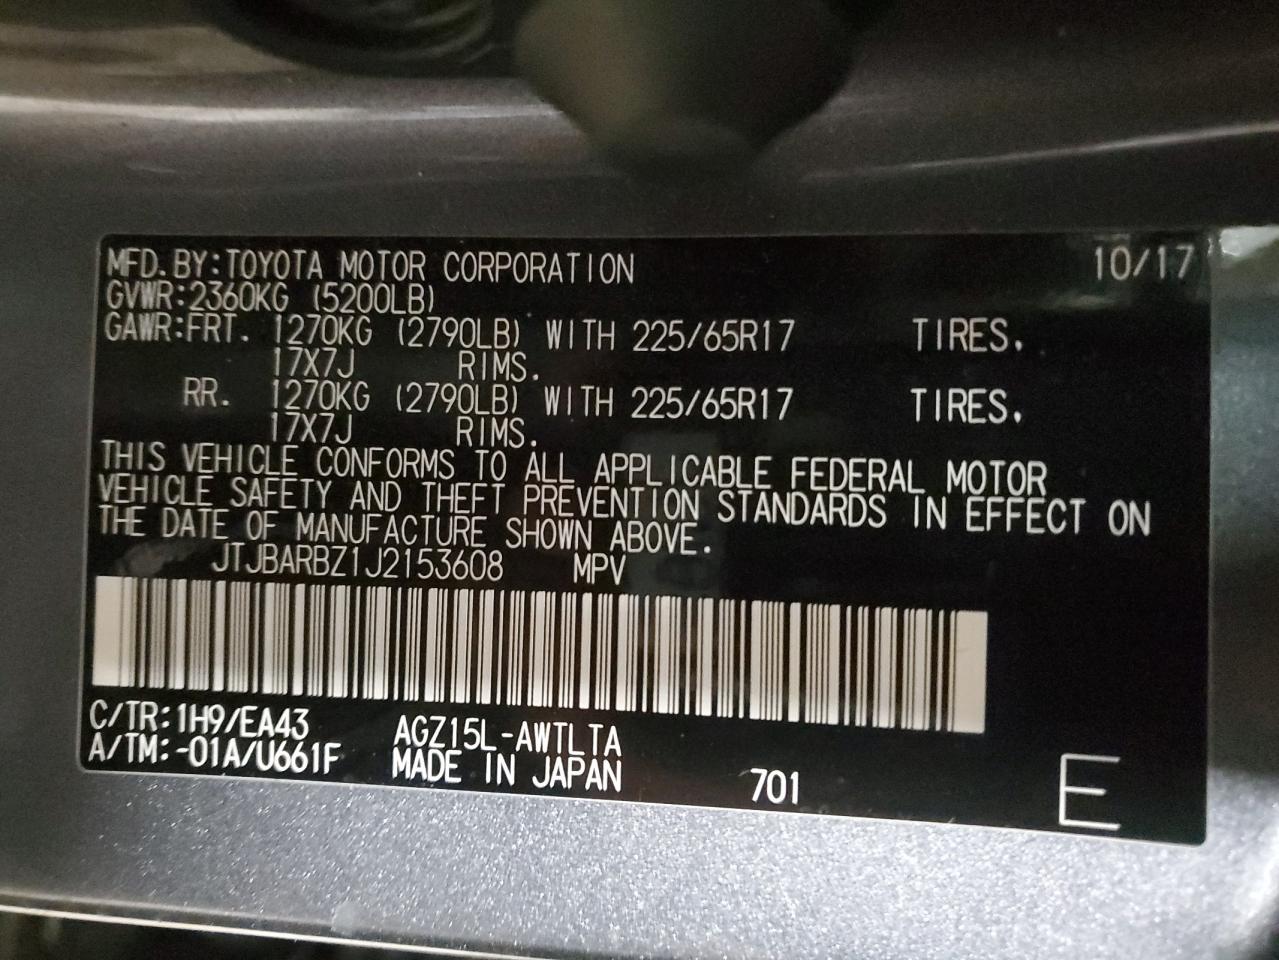 MFD.BY:TOYOTA MOTOR CORPORATION 10/17
GVWR:2360KG (5200LB)
GAWR:FRT. 1270KG (2790LB) WITH 225/65R17 TIRES.
17X7J RIMS.
RR. 1270KG (2790LB) WITH 225/65R17 TIRES.
17X7J RIMS.
THIS VEHICLE CONFORMS TO ALL APPLICABLE FEDERAL MOTOR
VEHICLE SAFETY AND THEFT PREVENTION STANDARDS IN EFFECT ON
THE DATE OF MANUFACTURE SHOWN ABOVE.
JTJBARBZ1J2153608 MPV
C/TR:1H9/EA43 AGZ15L-AWTLTA
A/TM:-01A/U661F MADE IN JAPAN 701 E